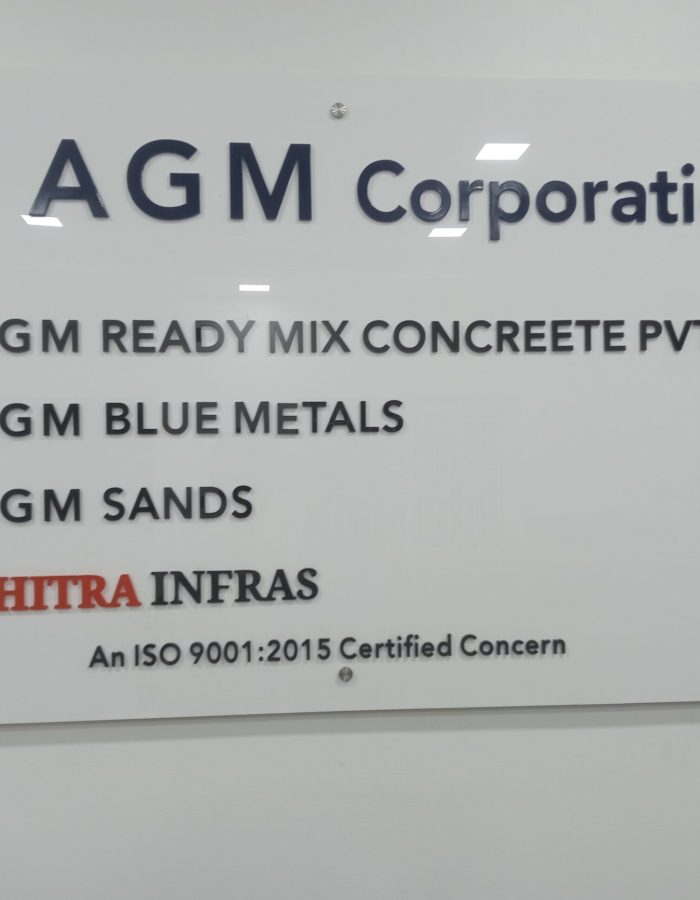 AGM Corporati
GM READY MIX CONCREETE PVT
GM BLUE METALS
GM SANDS
HITRA INFRAS
An ISO 9001:2015 Certified Concern